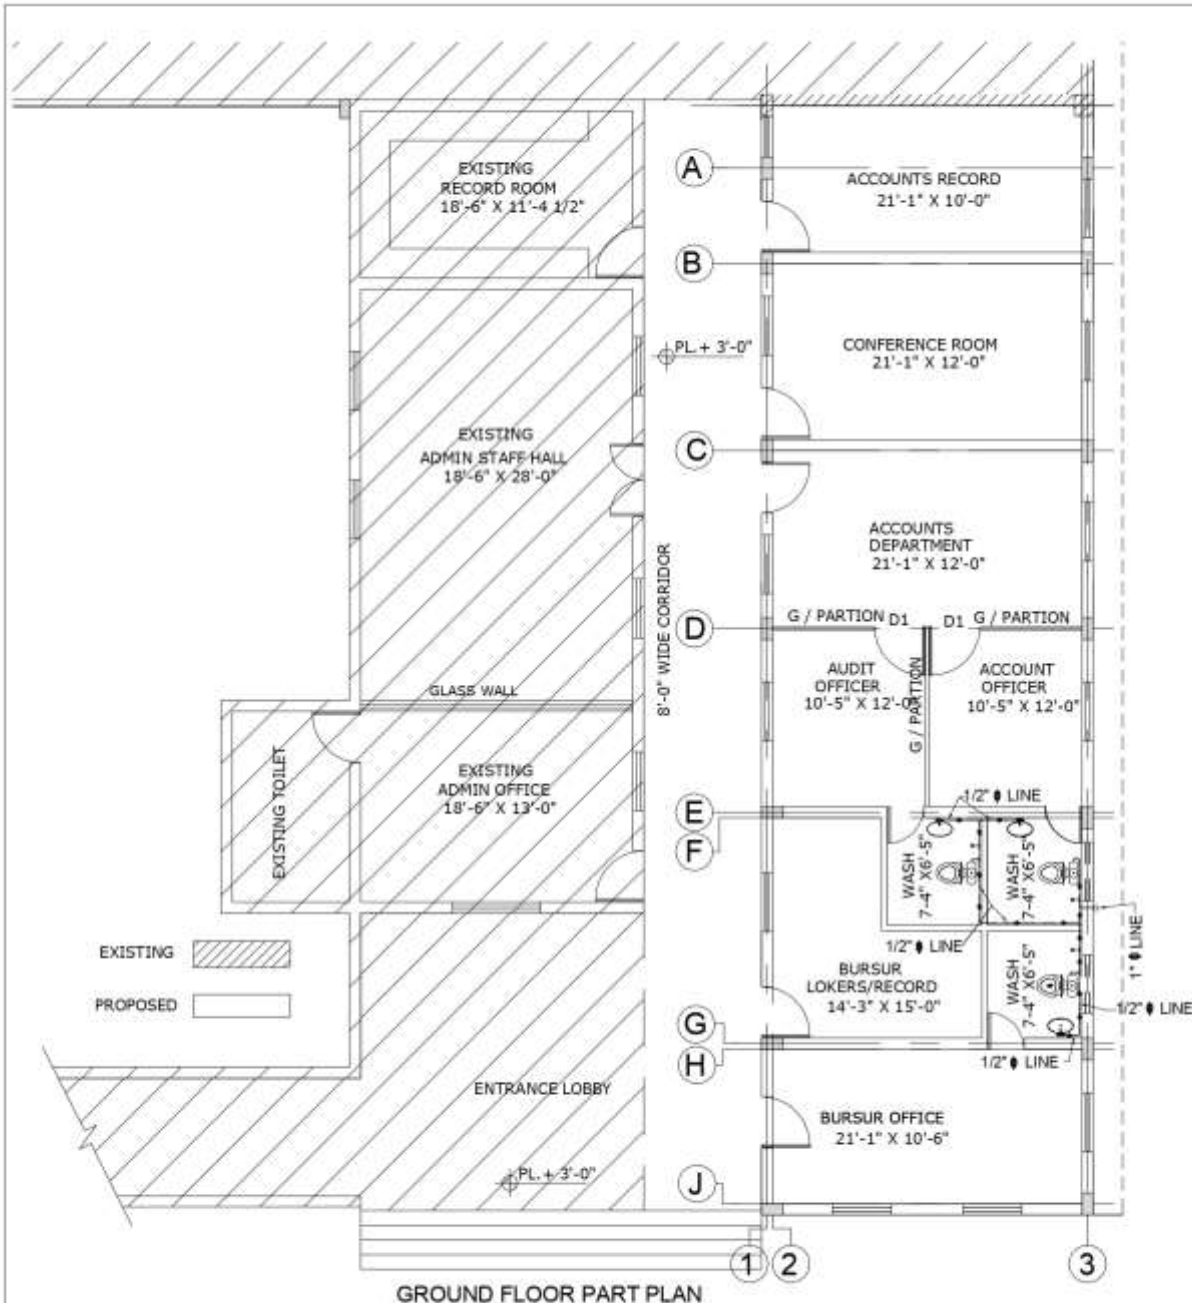 EXISTING
RECORD ROOM
18'-6" X 11'-4 1/2"
A
ACCOUNTS RECORD
21'-1" X 10'-0"
B
PL.+ 3'-0"
CONFERENCE ROOM
21'-1" X 12'-0"
EXISTING
ADMIN STAFF HALL
18'-6" X 28'-0"
C
ACCOUNTS
DEPARTMENT
21'-1" X 12'-0"
8'-0" WIDE CORRIDOR
D
G / PARTION
D1
D1
G / PARTION
AUDIT
OFFICER
10'-5" X 12'-0"
G / PARTION
ACCOUNT
OFFICER
10'-5" X 12'-0"
GLASS WALL
EXISTING TOILET
EXISTING
ADMIN OFFICE
18'-6" X 13'-0"
E
F
1/2" ϕ LINE
WASH
7-4" X6'-5"
WASH
7-4" X6'-5"
1/2" ϕ LINE
1" ϕ LINE
EXISTING
PROPOSED
BURSUR
LOKERS/RECORD
14'-3" X 15'-0"
WASH
7-4" X6'-5"
1/2" ϕ LINE
G
H
1/2" ϕ LINE
ENTRANCE LOBBY
BURSUR OFFICE
21'-1" X 10'-6"
PL.+ 3'-0"
J
1
2
3
GROUND FLOOR PART PLAN